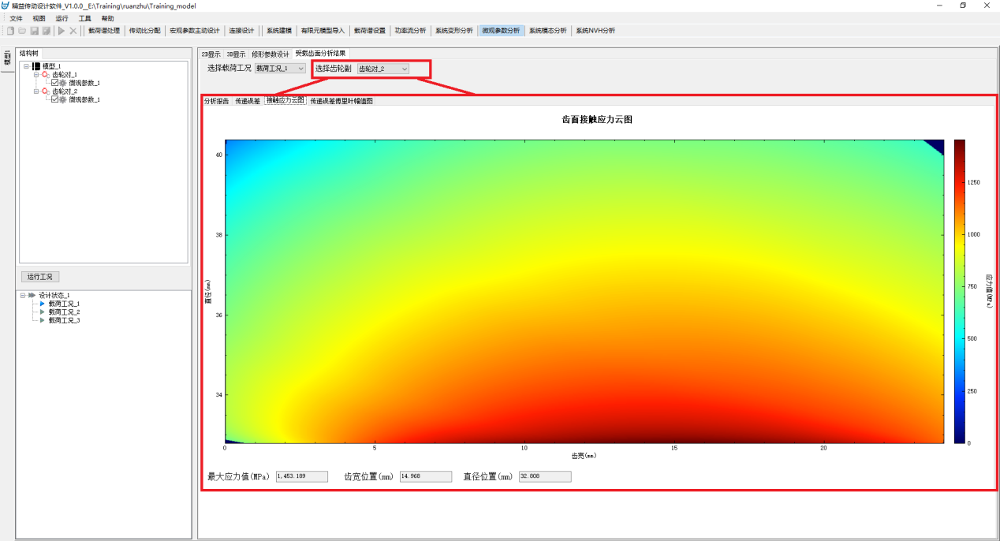 精益传动设计软件_V1.0.0__E:\Training\ruanzhu\Training_model
文件 视图 运行 工具 帮助
载荷谱处理 传动比分配 宏观参数主动设计 连接设计 系统建模 有限元模型导入 载荷谱设置 功率流分析 系统变形分析 微观参数分析 系统模态分析 系统NVH分析
结构树
模型_1
齿轮对_1
微观参数_1
齿轮对_2
微观参数_1
运行工况
设计状态_1
载荷工况_1
载荷工况_2
载荷工况_3
2D显示 3D显示 修形参数设计 受载齿面分析结果
选择载荷工况 载荷工况_1 选择齿轮副 齿轮对_2
分析报告 传递误差 接触应力云图 传递误差傅里叶幅值图
齿面接触应力云图
40
38
36
34
直径(mm)
0 5 10 15 20
齿宽(mm)
1250
1000
750
500
250
0
应力值(MPa)
最大应力值(MPa) 1,453.189 齿宽位置(mm) 14.968 直径位置(mm) 32.808